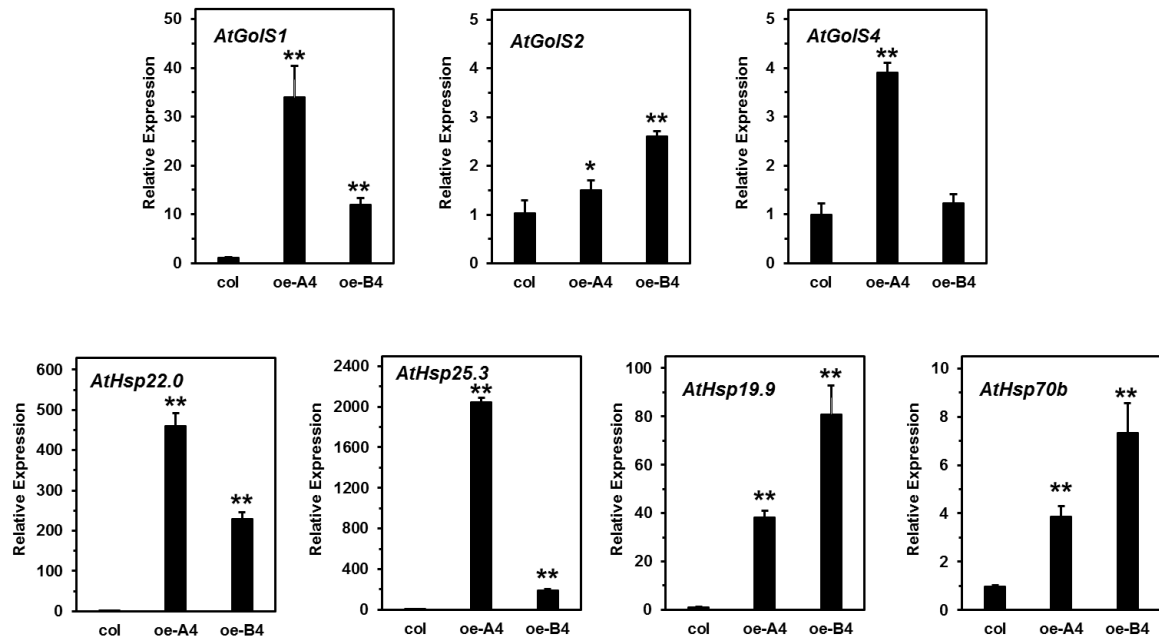 AtGolS1
Relative Expression
50
40
30
20
10
0
**
**
col oe-A4 oe-B4
AtGolS2
Relative Expression
5
4
3
2
1
0
*
**
col oe-A4 oe-B4
AtGolS4
Relative Expression
5
4
3
2
1
0
**
col oe-A4 oe-B4
AtHsp22.0
Relative Expression
600
500
450
400
300
250
200
100
0
**
**
col oe-A4 oe-B4
AtHsp25.3
Relative Expression
2400
2000
1600
1200
800
400
0
**
**
col oe-A4 oe-B4
AtHsp19.9
Relative Expression
100
80
60
40
20
0
**
**
col oe-A4 oe-B4
AtHsp70b
Relative Expression
10
8
6
4
2
0
**
**
col oe-A4 oe-B4